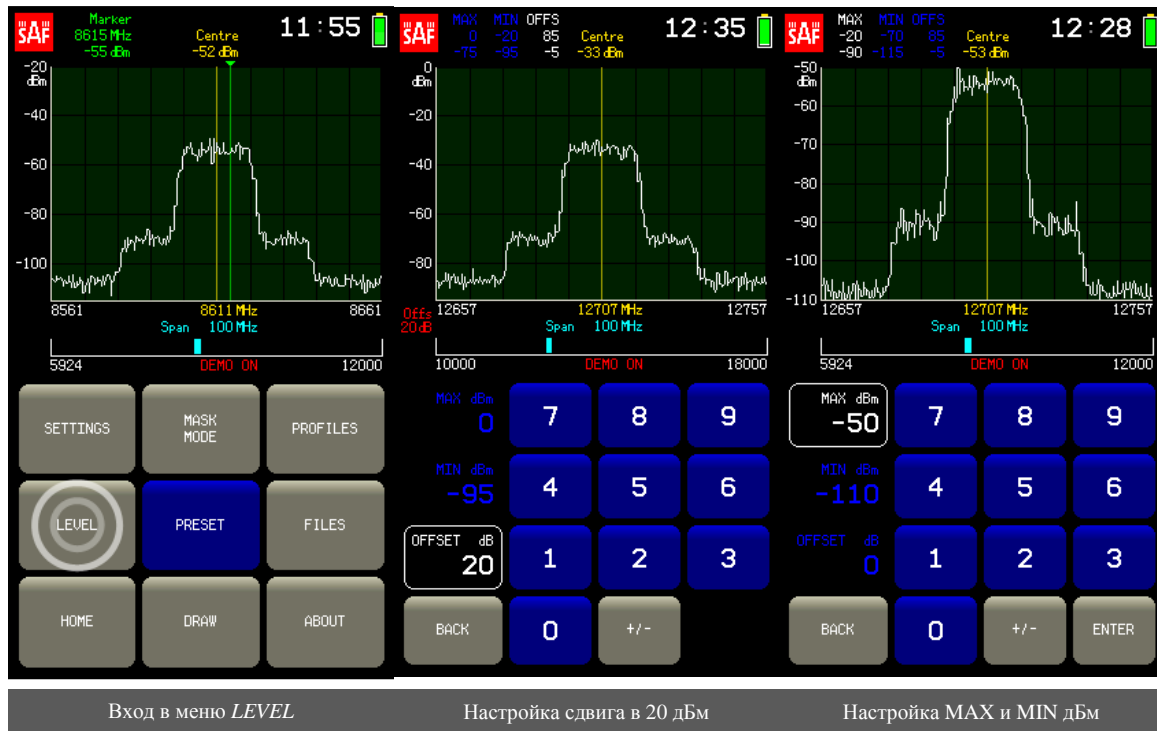 SAF
Marker
8615 MHz
-55 dBm
Centre
-52 dBm
11:55
-20
dBm
-40
-60
-80
-100
8561
8611 MHz
8661
Span 100 MHz
5924
DEMO ON
12000
SETTINGS
MASK
MODE
PROFILES
LEVEL
PRESET
FILES
HOME
DRAW
ABOUT
Вход в меню LEVEL
SAF
MAX MIN OFFS
0 -20 85
-75 -95 -5
Centre
-33 dBm
12:35
0
dBm
-20
-40
-60
-80
Offs
20dB
12657
12707 MHz
12757
Span 100 MHz
10000
DEMO ON
18000
MAX dBm
0
7 8 9
MIN dBm
-95
4 5 6
OFFSET dB
20
1 2 3
BACK
0
+/-
Настройка сдвига в 20 дБм
SAF
MAX MIN OFFS
-20 -70 85
-90 -115 -5
Centre
-53 dBm
12:28
-50
dBm
-60
-70
-80
-90
-100
-110
12657
12707 MHz
12757
Span 100 MHz
5924
DEMO ON
12000
MAX dBm
-50
7 8 9
MIN dBm
-110
4 5 6
OFFSET dB
0
1 2 3
BACK
0
+/-
ENTER
Настройка MAX и MIN дБм